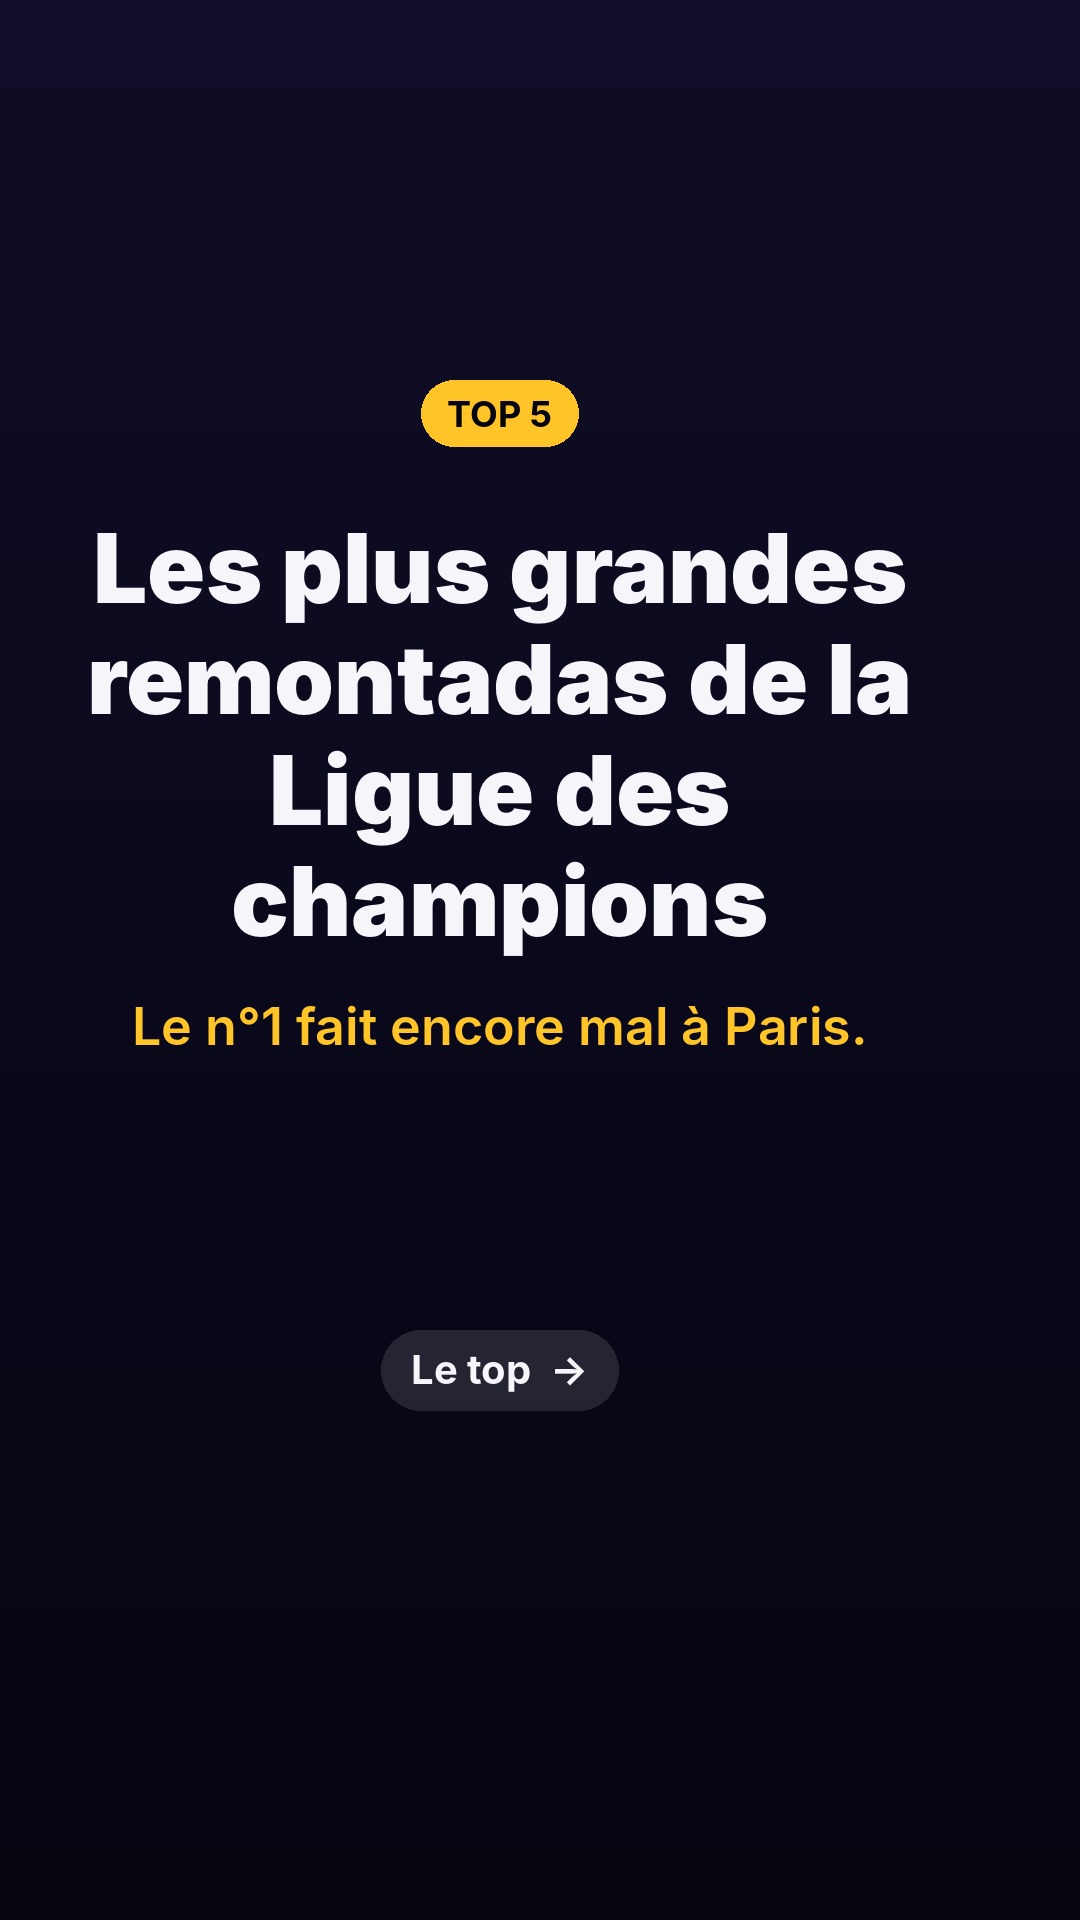 TOP 5
Les plus grandes
remontadas de la
Ligue des
champions
Le n°1 fait encore mal à Paris.
Le top →